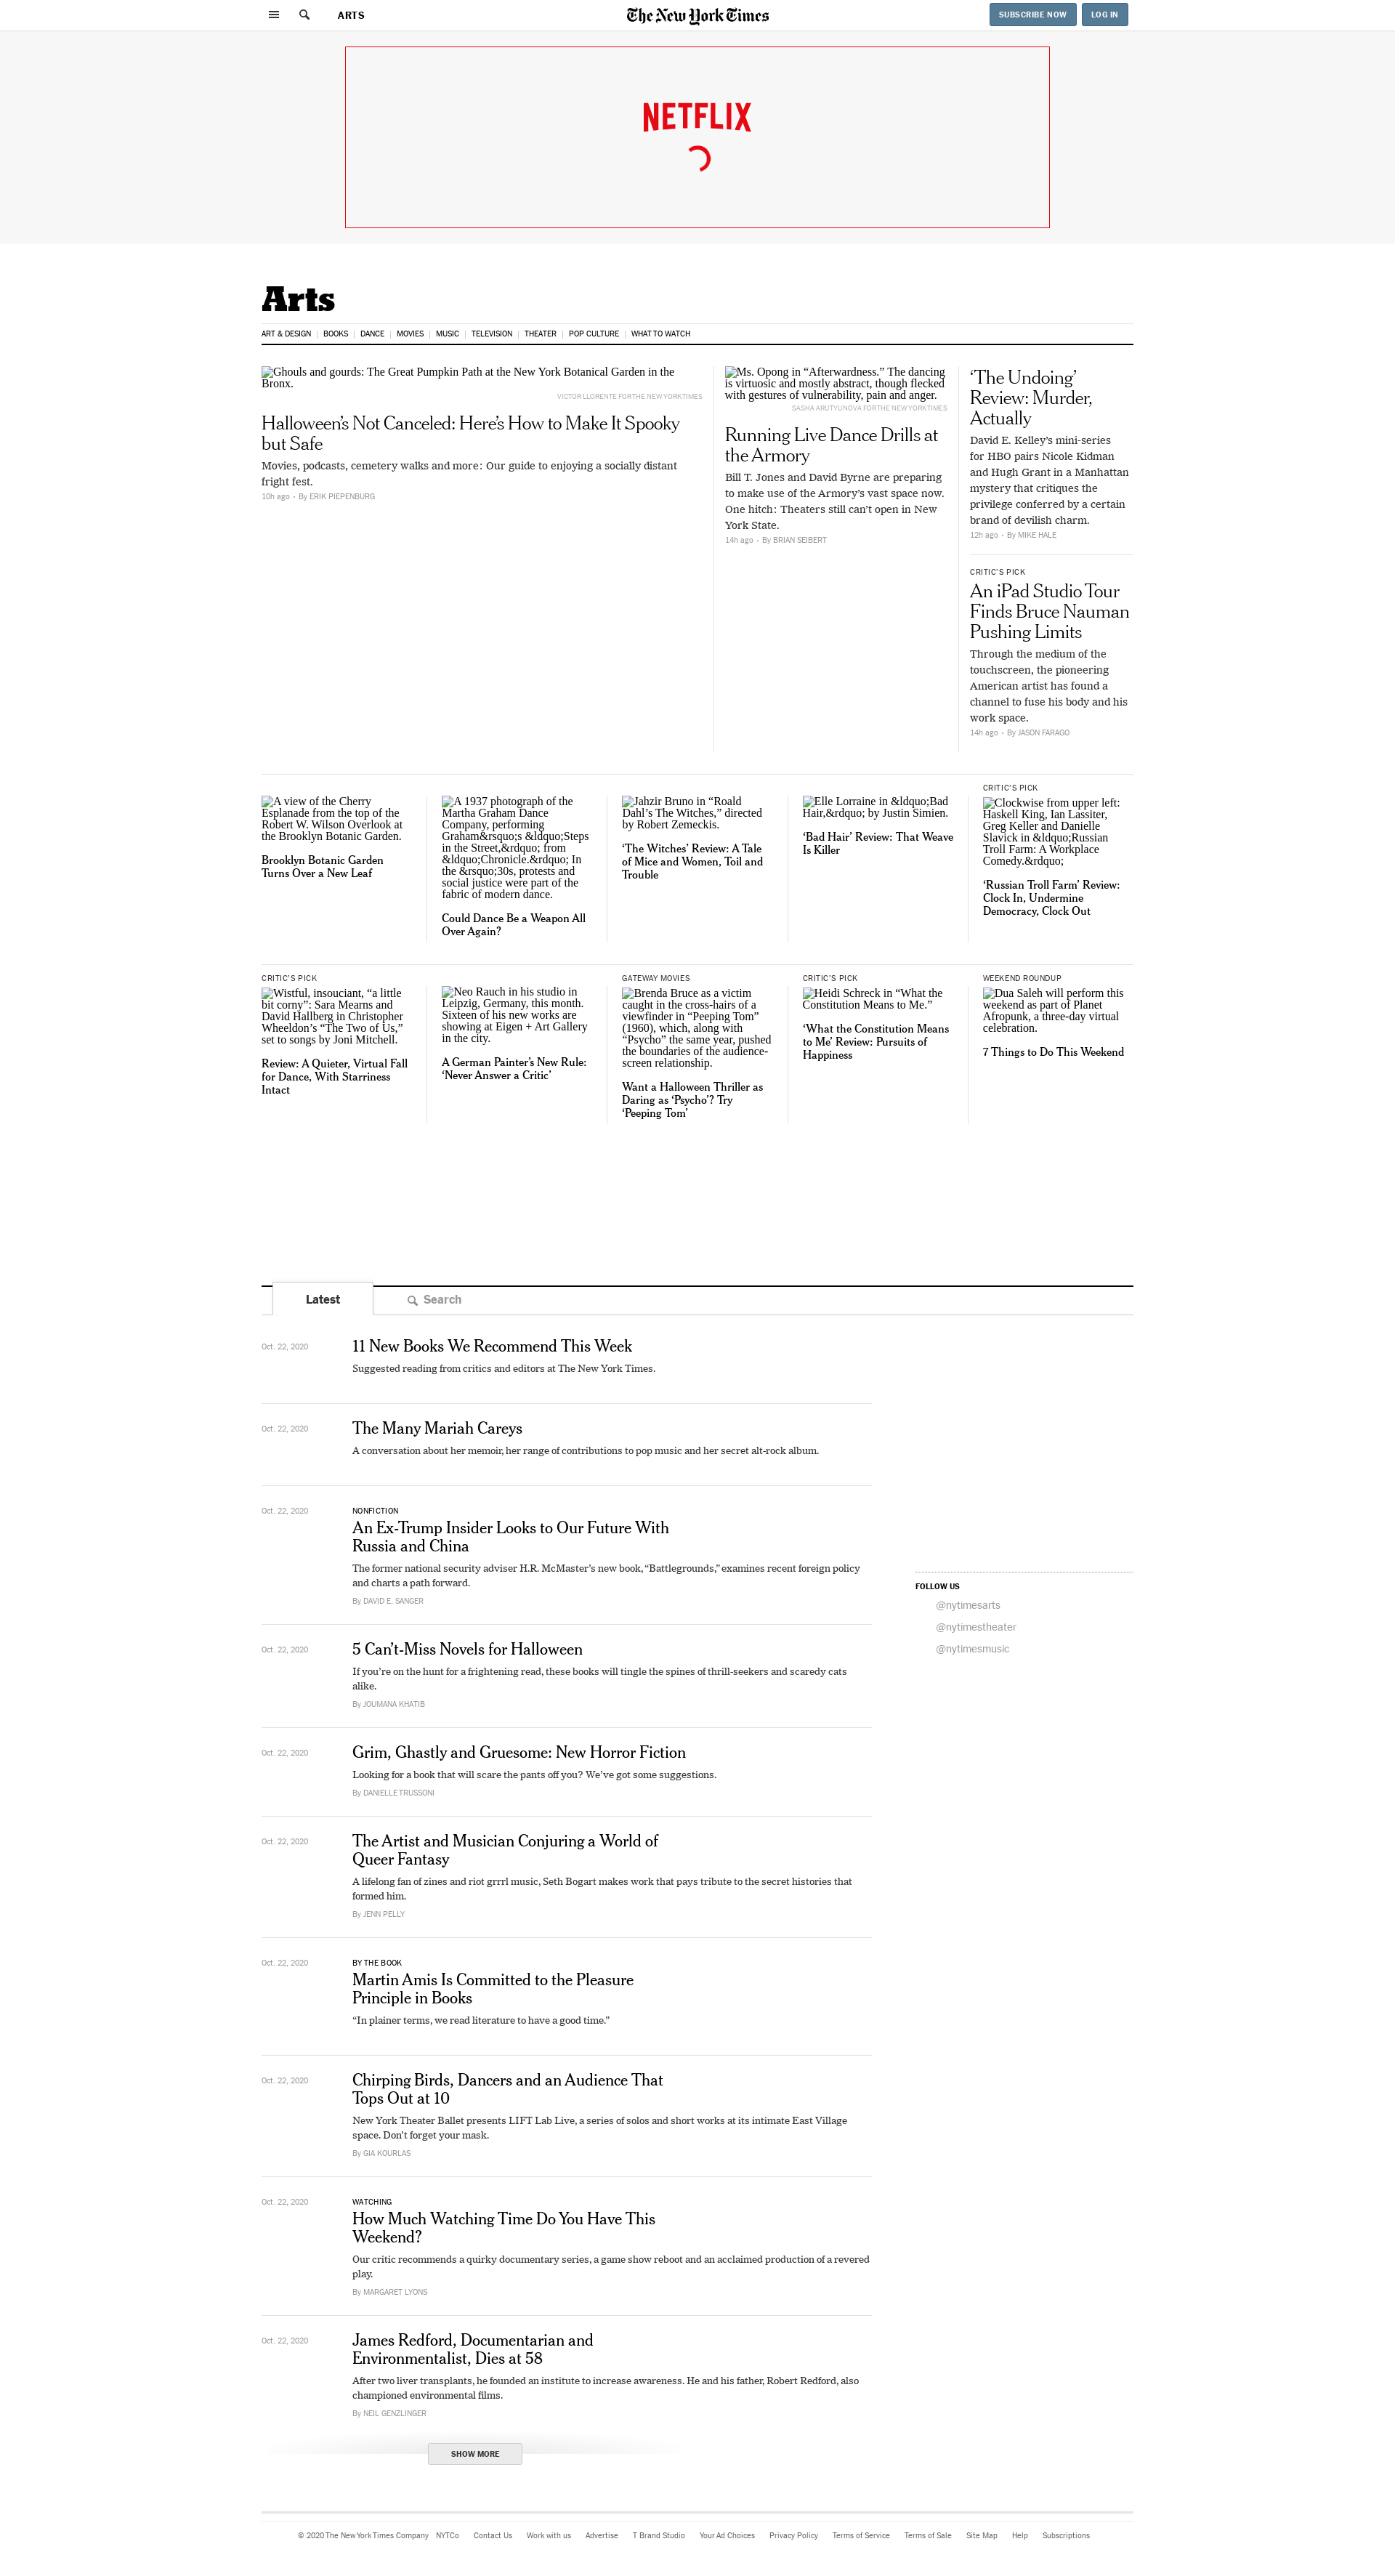 ARTS
The New York Times
SUBSCRIBE NOW
LOG IN
NETFLIX
Arts
ART & DESIGN
BOOKS
DANCE
MOVIES
MUSIC
TELEVISION
THEATER
POP CULTURE
WHAT TO WATCH
Ghouls and gourds: The Great Pumpkin Path at the New York Botanical Garden in the
Bronx.
VICTOR LLORENTE FOR THE NEW YORK TIMES
Halloween’s Not Canceled: Here’s How to Make It Spooky
but Safe
Movies, podcasts, cemetery walks and more: Our guide to enjoying a socially distant
fright fest.
10h ago • By ERIK PIEPENBURG
Ms. Opong in “Afterwardness.” The dancing
is virtuosic and mostly abstract, though flecked
with gestures of vulnerability, pain and anger.
SASHA ARUTYUNOVA FOR THE NEW YORK TIMES
Running Live Dance Drills at
the Armory
Bill T. Jones and David Byrne are preparing
to make use of the Armory’s vast space now.
One hitch: Theaters still can’t open in New
York State.
14h ago • By BRIAN SEIBERT
‘The Undoing’
Review: Murder,
Actually
David E. Kelley’s mini-series
for HBO pairs Nicole Kidman
and Hugh Grant in a Manhattan
mystery that critiques the
privilege conferred by a certain
brand of devilish charm.
12h ago • By MIKE HALE
CRITIC’S PICK
An iPad Studio Tour
Finds Bruce Nauman
Pushing Limits
Through the medium of the
touchscreen, the pioneering
American artist has found a
channel to fuse his body and his
work space.
14h ago • By JASON FARAGO
A view of the Cherry
Esplanade from the top of the
Robert W. Wilson Overlook at
the Brooklyn Botanic Garden.
Brooklyn Botanic Garden
Turns Over a New Leaf
A 1937 photograph of the
Martha Graham Dance
Company, performing
Graham&rsquo;s &ldquo;Steps
in the Street,&rdquo; from
&ldquo;Chronicle.&rdquo; In
the &rsquo;30s, protests and
social justice were part of the
fabric of modern dance.
Could Dance Be a Weapon All
Over Again?
Jahzir Bruno in “Roald
Dahl’s The Witches,” directed
by Robert Zemeckis.
‘The Witches’ Review: A Tale
of Mice and Women, Toil and
Trouble
Elle Lorraine in &ldquo;Bad
Hair,&rdquo; by Justin Simien.
‘Bad Hair’ Review: That Weave
Is Killer
CRITIC’S PICK
Clockwise from upper left:
Haskell King, Ian Lassiter,
Greg Keller and Danielle
Slavick in &ldquo;Russian
Troll Farm: A Workplace
Comedy.&rdquo;
‘Russian Troll Farm’ Review:
Clock In, Undermine
Democracy, Clock Out
CRITIC’S PICK
Wistful, insouciant, “a little
bit corny”: Sara Mearns and
David Hallberg in Christopher
Wheeldon’s “The Two of Us,”
set to songs by Joni Mitchell.
Review: A Quieter, Virtual Fall
for Dance, With Starriness
Intact
Neo Rauch in his studio in
Leipzig, Germany, this month.
Sixteen of his new works are
showing at Eigen + Art Gallery
in the city.
A German Painter’s New Rule:
‘Never Answer a Critic’
GATEWAY MOVIES
Brenda Bruce as a victim
caught in the cross-hairs of a
viewfinder in “Peeping Tom”
(1960), which, along with
“Psycho” the same year, pushed
the boundaries of the audience-
screen relationship.
Want a Halloween Thriller as
Daring as ‘Psycho’? Try
‘Peeping Tom’
CRITIC’S PICK
Heidi Schreck in “What the
Constitution Means to Me.”
‘What the Constitution Means
to Me’ Review: Pursuits of
Happiness
WEEKEND ROUNDUP
Dua Saleh will perform this
weekend as part of Planet
Afropunk, a three-day virtual
celebration.
7 Things to Do This Weekend
Latest
Search
Oct. 22, 2020
11 New Books We Recommend This Week
Suggested reading from critics and editors at The New York Times.
Oct. 22, 2020
The Many Mariah Careys
A conversation about her memoir, her range of contributions to pop music and her secret alt-rock album.
Oct. 22, 2020
NONFICTION
An Ex-Trump Insider Looks to Our Future With
Russia and China
The former national security adviser H.R. McMaster’s new book, “Battlegrounds,” examines recent foreign policy
and charts a path forward.
By DAVID E. SANGER
Oct. 22, 2020
5 Can’t-Miss Novels for Halloween
If you’re on the hunt for a frightening read, these books will tingle the spines of thrill-seekers and scaredy cats
alike.
By JOUMANA KHATIB
Oct. 22, 2020
Grim, Ghastly and Gruesome: New Horror Fiction
Looking for a book that will scare the pants off you? We’ve got some suggestions.
By DANIELLE TRUSSONI
Oct. 22, 2020
The Artist and Musician Conjuring a World of
Queer Fantasy
A lifelong fan of zines and riot grrrl music, Seth Bogart makes work that pays tribute to the secret histories that
formed him.
By JENN PELLY
Oct. 22, 2020
BY THE BOOK
Martin Amis Is Committed to the Pleasure
Principle in Books
“In plainer terms, we read literature to have a good time.”
Oct. 22, 2020
Chirping Birds, Dancers and an Audience That
Tops Out at 10
New York Theater Ballet presents LIFT Lab Live, a series of solos and short works at its intimate East Village
space. Don’t forget your mask.
By GIA KOURLAS
Oct. 22, 2020
WATCHING
How Much Watching Time Do You Have This
Weekend?
Our critic recommends a quirky documentary series, a game show reboot and an acclaimed production of a revered
play.
By MARGARET LYONS
Oct. 22, 2020
James Redford, Documentarian and
Environmentalist, Dies at 58
After two liver transplants, he founded an institute to increase awareness. He and his father, Robert Redford, also
championed environmental films.
By NEIL GENZLINGER
SHOW MORE
FOLLOW US
@nytimesarts
@nytimestheater
@nytimesmusic
© 2020 The New York Times Company
NYTCo
Contact Us
Work with us
Advertise
T Brand Studio
Your Ad Choices
Privacy Policy
Terms of Service
Terms of Sale
Site Map
Help
Subscriptions